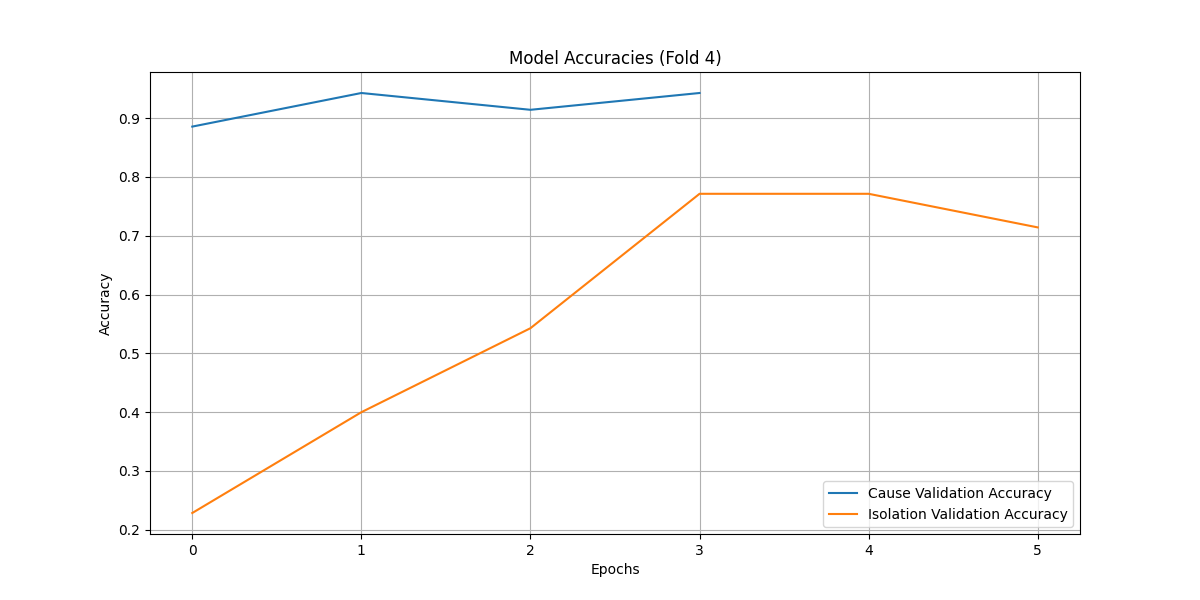 Model Accuracies (Fold 4)
Accuracy
0.9
0.8
0.7
0.6
0.5
0.4
0.3
0.2
Cause Validation Accuracy
Isolation Validation Accuracy
0 1 2 3 4 5
Epochs